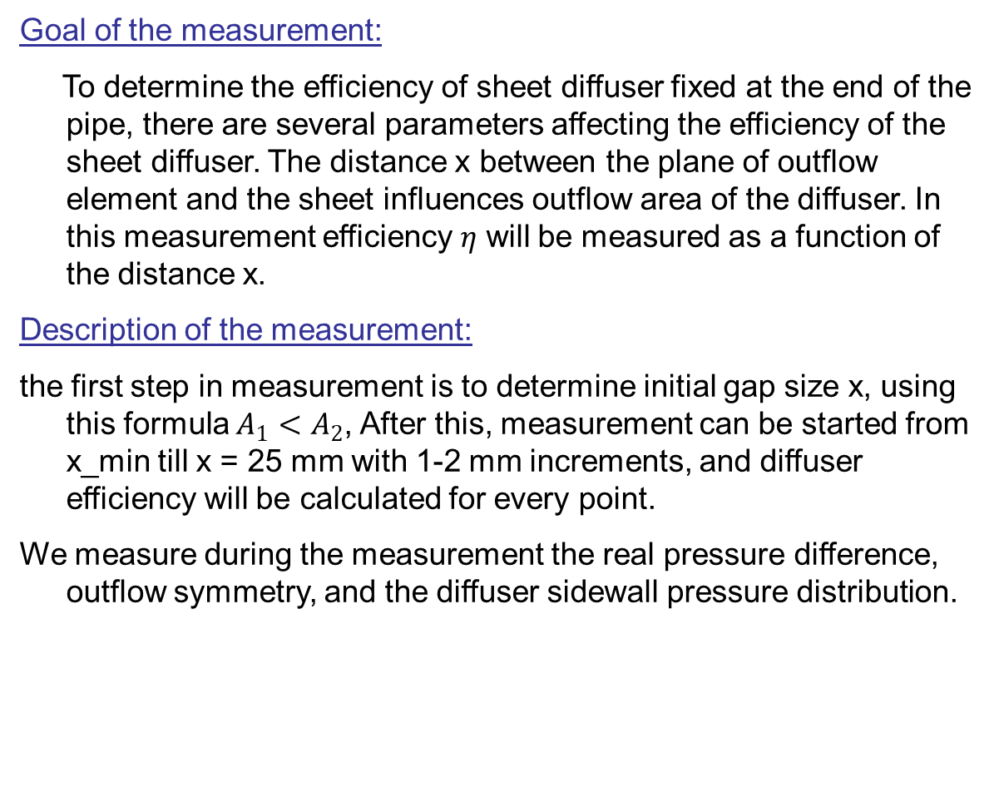 Goal of the measurement:
To determine the efficiency of sheet diffuser fixed at the end of the
pipe, there are several parameters affecting the efficiency of the
sheet diffuser. The distance x between the plane of outflow
element and the sheet influences outflow area of the diffuser. In
this measurement efficiency 𝜂 will be measured as a function of
the distance x.
Description of the measurement:
the first step in measurement is to determine initial gap size x, using
this formula 𝐴₁ < 𝐴₂, After this, measurement can be started from
x_min till x = 25 mm with 1-2 mm increments, and diffuser
efficiency will be calculated for every point.
We measure during the measurement the real pressure difference,
outflow symmetry, and the diffuser sidewall pressure distribution.